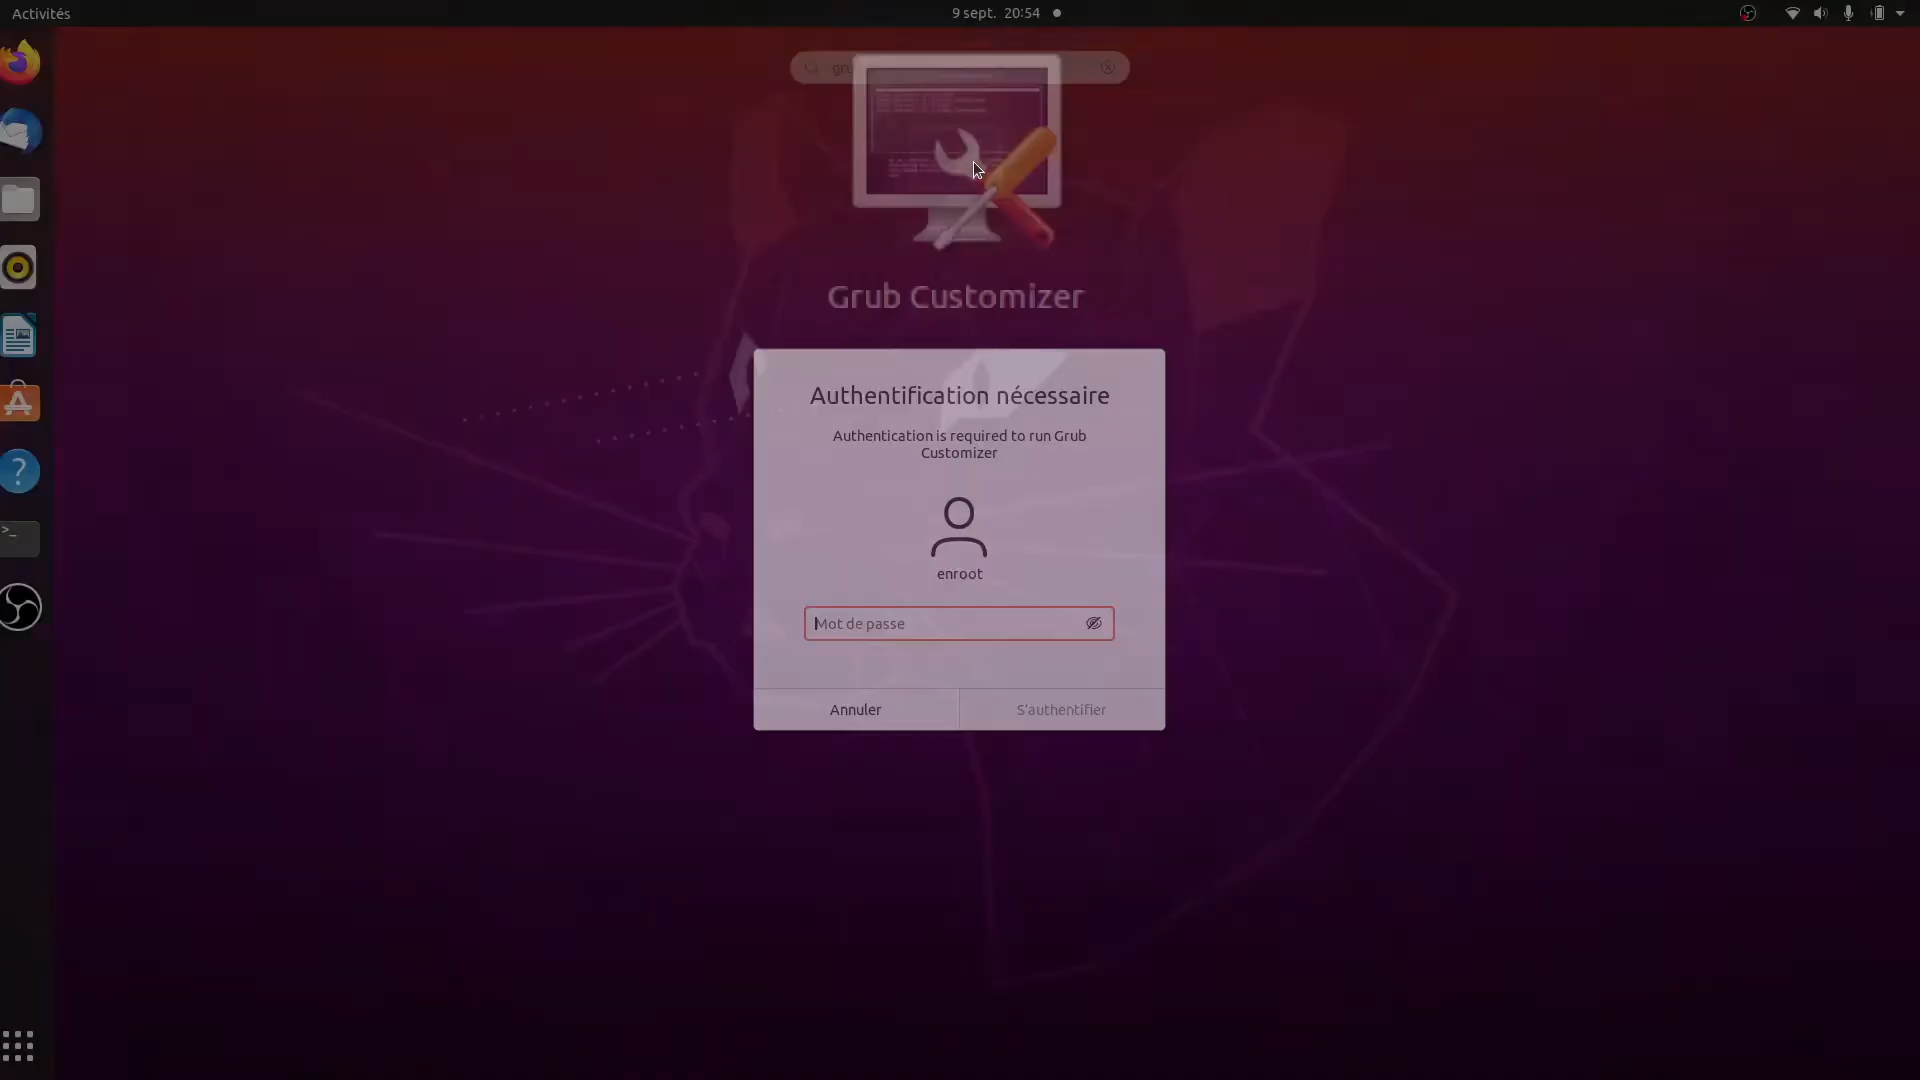 Activités
9 sept. 20:54
gru
Grub Customizer
Authentification nécessaire
Authentication is required to run Grub
Customizer
enroot
Mot de passe
Annuler
S'authentifier